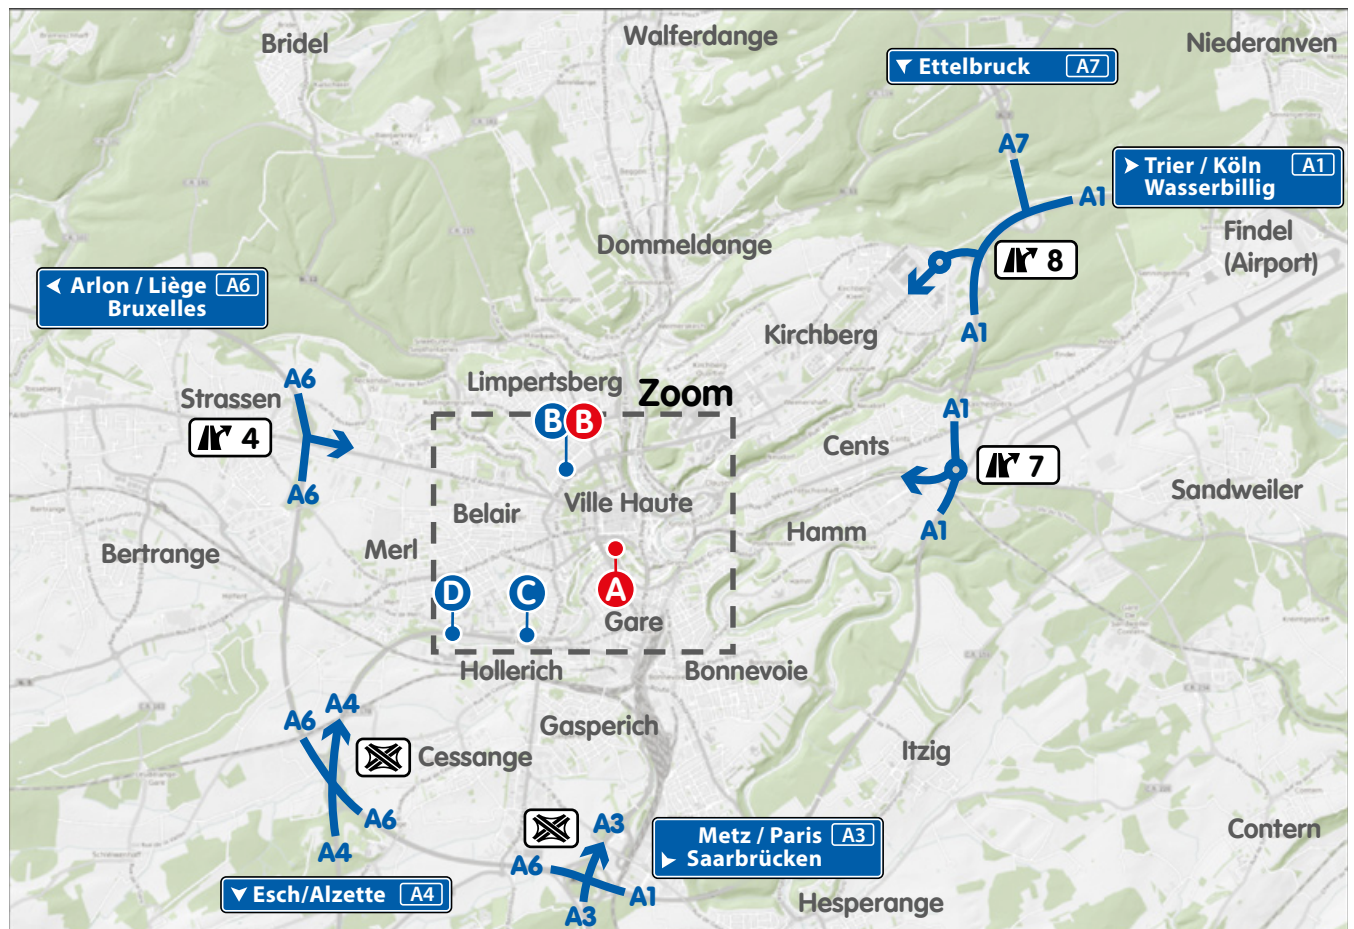 Bridel
Walferdange
Niederanven
Ettelbruck A7
A7
Trier / Köln A1
Wasserbillig
A1
Findel
(Airport)
Dommeldange
8
Arlon / Liège A6
Bruxelles
Kirchberg
A1
Limpertsberg
Zoom
A6
Strassen
4
B B
A1
Cents
7
A6
Belair
Ville Haute
Sandweiler
A1
Hamm
Bertrange
Merl
D C A
Gare
Hollerich
Bonnevoie
A4
A6
Gasperich
Cessange
Itzig
A6
A3
A4
Metz / Paris A3
Saarbrücken
Contern
A6
A1
Esch/Alzette A4
A3
Hesperange